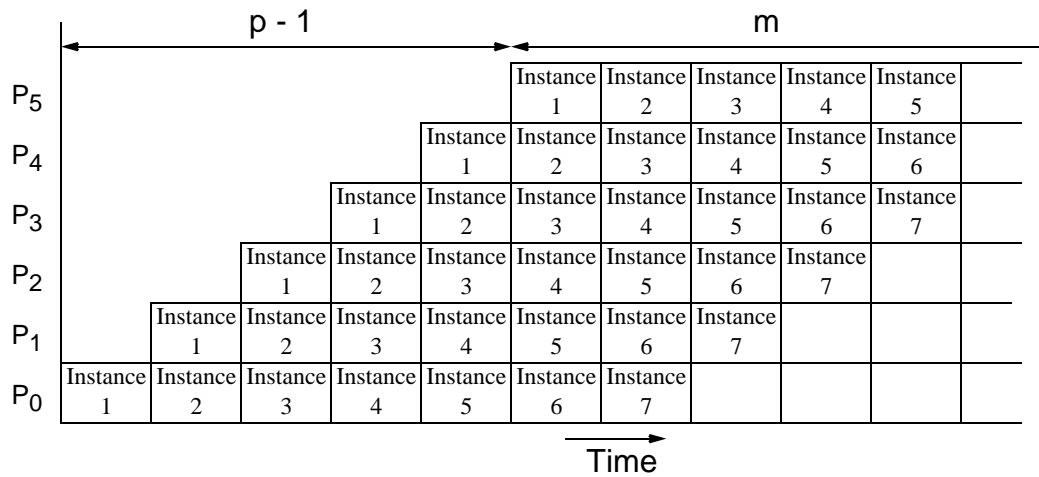 p - 1
m
P5
Instance Instance Instance Instance Instance
1 2 3 4 5
P4
Instance Instance Instance Instance Instance Instance
1 2 3 4 5 6
P3
Instance Instance Instance Instance Instance Instance Instance
1 2 3 4 5 6 7
P2
Instance Instance Instance Instance Instance Instance Instance
1 2 3 4 5 6 7
P1
Instance Instance Instance Instance Instance Instance Instance
1 2 3 4 5 6 7
P0
Instance Instance Instance Instance Instance Instance Instance
1 2 3 4 5 6 7
Time